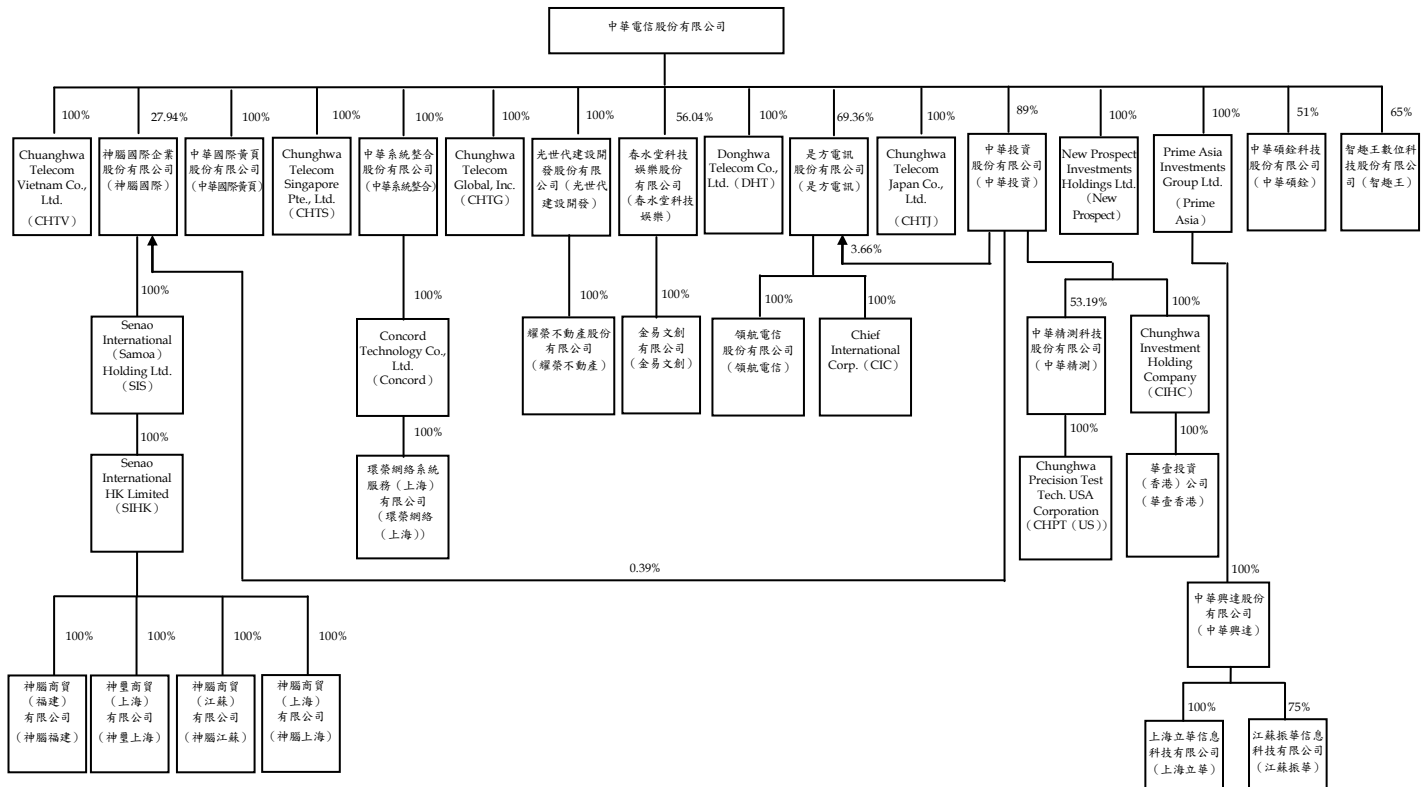 中華電信股份有限公司
100%
27.94%
100%
100%
100%
100%
100%
56.04%
100%
69.36%
100%
89%
100%
100%
51%
65%
Chuanghwa
Telecom
Vietnam Co.,
Ltd.
（CHTV）
神腦國際企業
股份有限公司
（神腦國際）
中華國際黃頁
股份有限公司
（中華國際黃頁）
Chunghwa
Telecom
Singapore
Pte., Ltd.
（CHTS）
中華系統整合
股份有限公司
（中華系統整合）
Chunghwa
Telecom
Global, Inc.
（CHTG）
光世代建設開
發股份有限
公司（光世代
建設開發）
春水堂科技
娛樂股份
有限公司
（春水堂科技
娛樂）
Donghwa
Telecom Co.,
Ltd.（DHT）
是方電訊
股份有限公司
（是方電訊）
Chunghwa
Telecom
Japan Co.,
Ltd.
（CHTJ）
中華投資
股份有限公司
（中華投資）
New Prospect
Investments
Holdings Ltd.
（New
Prospect）
Prime Asia
Investments
Group Ltd.
（Prime
Asia）
中華碩銓科技
股份有限公司
（中華碩銓）
智趣王數位科
技股份有限公
司（智趣王）
3.66%
100%
100%
100%
100%
100%
100%
53.19%
100%
Senao
International
（Samoa）
Holding Ltd.
（SIS）
Concord
Technology Co.,
Ltd.
（Concord）
耀榮不動產股份
有限公司
（耀榮不動產）
金易文創
有限公司
（金易文創）
領航電信
股份有限公司
（領航電信）
Chief
International
Corp.（CIC）
中華精測科技
股份有限公司
（中華精測）
Chunghwa
Investment
Holding
Company
（CIHC）
100%
100%
100%
100%
Senao
International
HK Limited
（SIHK）
環榮網絡系統
服務（上海）
有限公司
（環榮網絡
（上海））
Chunghwa
Precision Test
Tech. USA
Corporation
（CHPT（US））
華壹投資
（香港）公司
（華壹香港）
0.39%
100%
中華興達股份
有限公司
（中華興達）
100%
100%
100%
100%
神腦商貿
（福建）
有限公司
（神腦福建）
神璽商貿
（上海）
有限公司
（神璽上海）
神腦商貿
（江蘇）
有限公司
（神腦江蘇）
神腦商貿
（上海）
有限公司
（神腦上海）
100%
75%
上海立華信息
科技有限公司
（上海立華）
江蘇振華信息
科技有限公司
（江蘇振華）